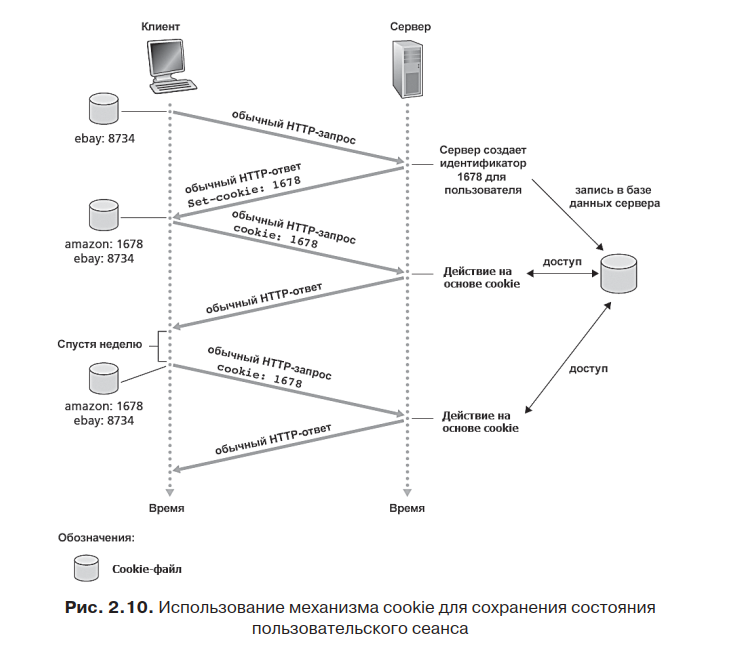 Клиент
Сервер
ebay: 8734
обычный HTTP-запрос
Сервер создает
идентификатор
1678 для
пользователя
запись в базе
данных сервера
обычный HTTP-ответ
Set-cookie: 1678
amazon: 1678
ebay: 8734
обычный HTTP-запрос
cookie: 1678
Действие на
основе cookie
доступ
обычный HTTP-ответ
Спустя неделю
amazon: 1678
ebay: 8734
обычный HTTP-запрос
cookie: 1678
доступ
Действие на
основе cookie
обычный HTTP-ответ
Время
Время
Обозначения:
Cookie-файл
Рис. 2.10. Использование механизма cookie для сохранения состояния
пользовательского сеанса